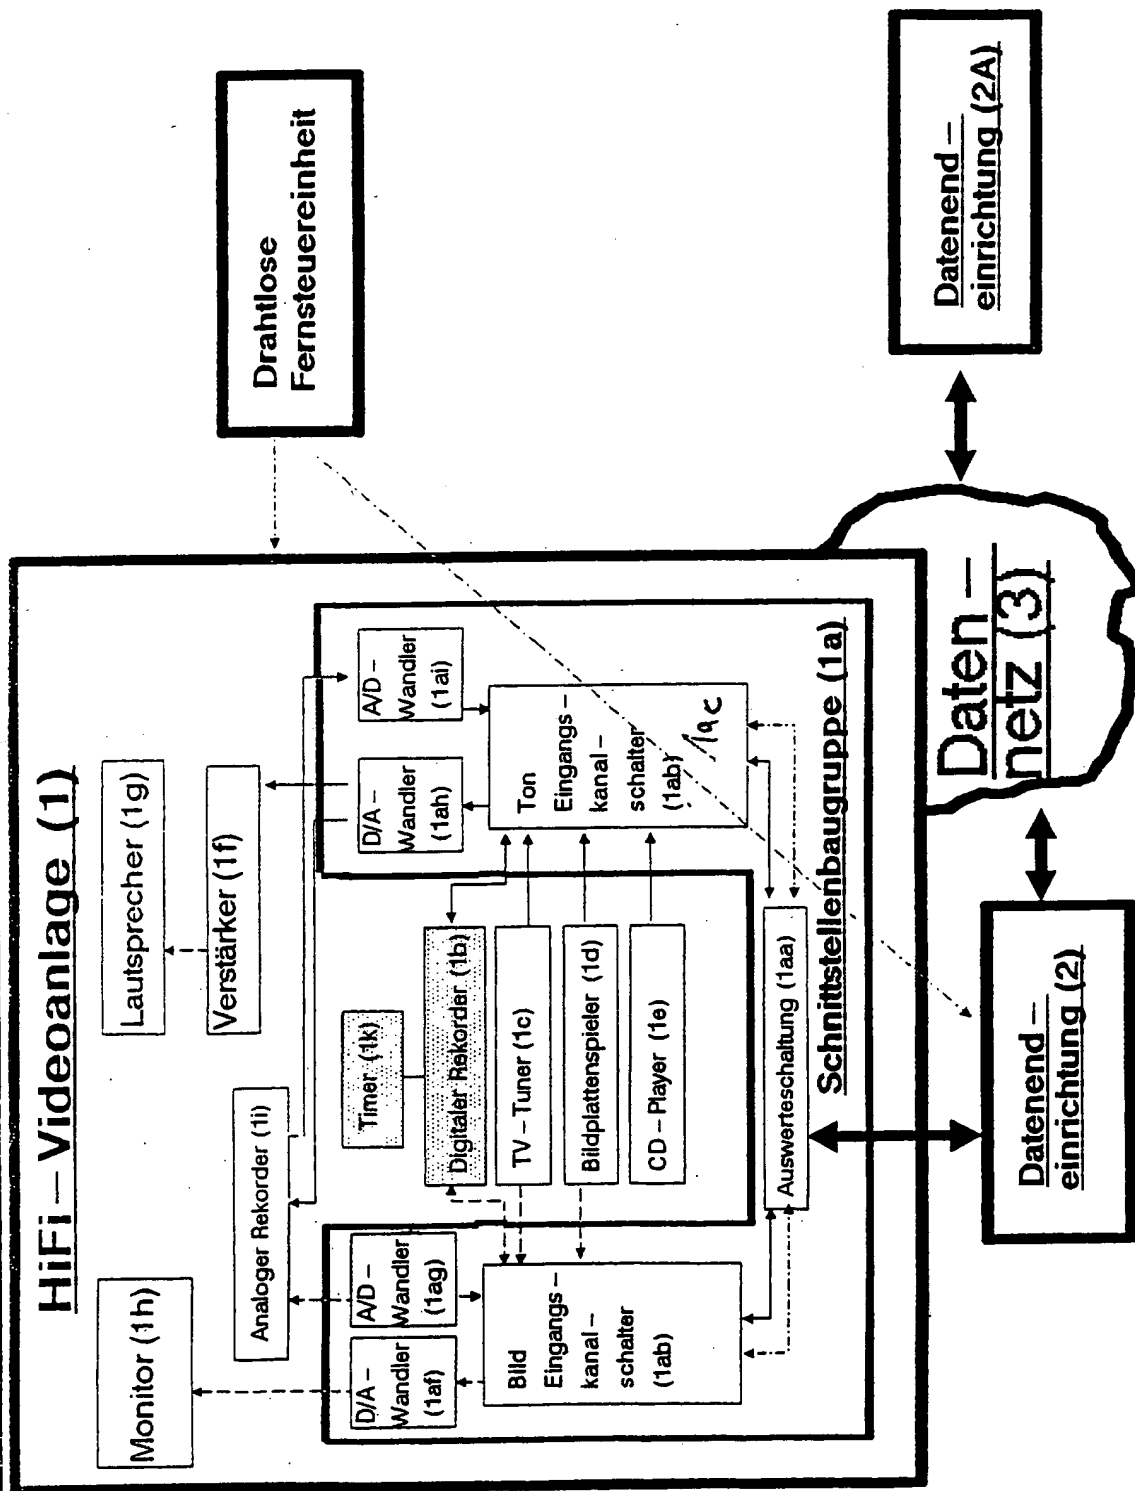 HiFi – Videoanlage (1)
Monitor (1h)
Lautsprecher (1g)
Verstärker (1f)
Analoger Rekorder (1i)
Drahtlose
Fernsteuereinheit
D/A –
Wandler
(1af)
A/D –
Wandler
(1ag)
Timer (1k)
D/A –
Wandler
(1ah)
A/D –
Wandler
(1ai)
Digitaler Rekorder (1b)
TV – Tuner (1c)
Bildplattenspieler (1d)
CD – Player (1e)
Bild
Eingangs –
kanal –
schalter
(1ab)
Ton
Eingangs –
kanal –
schalter
(1ab)
1ac
Auswerteschaltung (1aa)
Schnittstellenbaugruppe (1a)
Datenend –
einrichtung (2)
Daten –
netz (3)
Datenend –
einrichtung (2A)